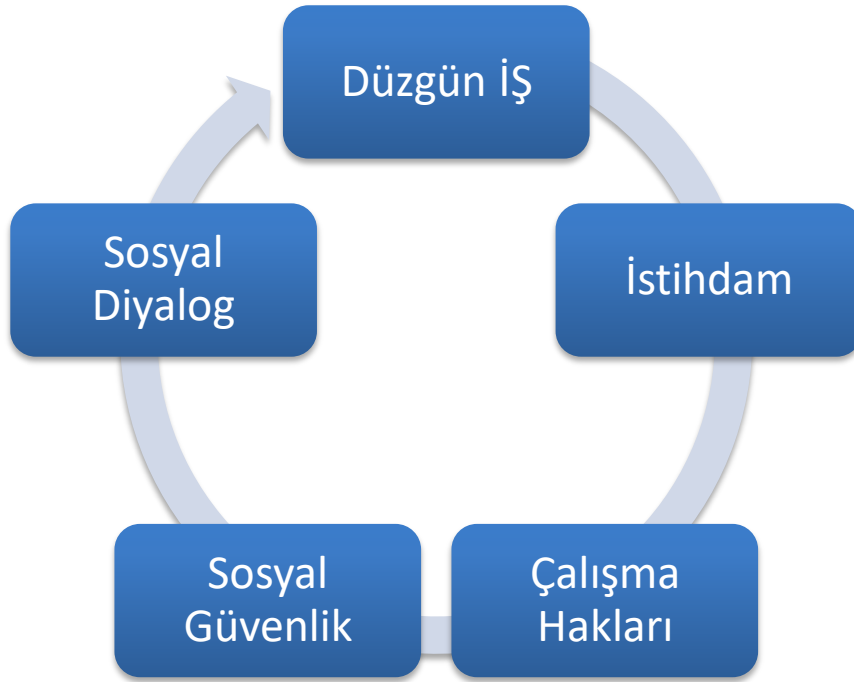 Düzgün İŞ
İstihdam
Çalışma
Hakları
Sosyal
Güvenlik
Sosyal
Diyalog